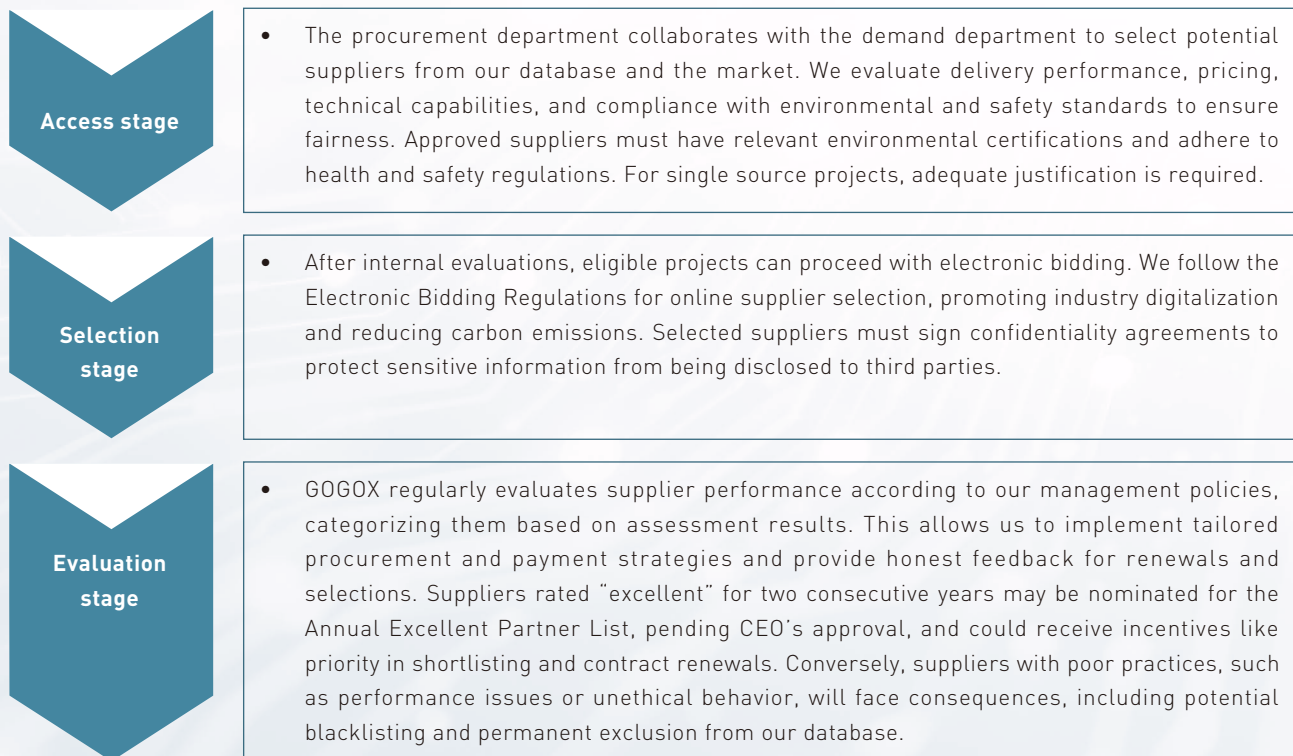 Access stage
• The procurement department collaborates with the demand department to select potential
suppliers from our database and the market. We evaluate delivery performance, pricing,
technical capabilities, and compliance with environmental and safety standards to ensure
fairness. Approved suppliers must have relevant environmental certifications and adhere to
health and safety regulations. For single source projects, adequate justification is required.
Selection
stage
• After internal evaluations, eligible projects can proceed with electronic bidding. We follow the
Electronic Bidding Regulations for online supplier selection, promoting industry digitalization
and reducing carbon emissions. Selected suppliers must sign confidentiality agreements to
protect sensitive information from being disclosed to third parties.
Evaluation
stage
• GOGOX regularly evaluates supplier performance according to our management policies,
categorizing them based on assessment results. This allows us to implement tailored
procurement and payment strategies and provide honest feedback for renewals and
selections. Suppliers rated “excellent” for two consecutive years may be nominated for the
Annual Excellent Partner List, pending CEO’s approval, and could receive incentives like
priority in shortlisting and contract renewals. Conversely, suppliers with poor practices, such
as performance issues or unethical behavior, will face consequences, including potential
blacklisting and permanent exclusion from our database.